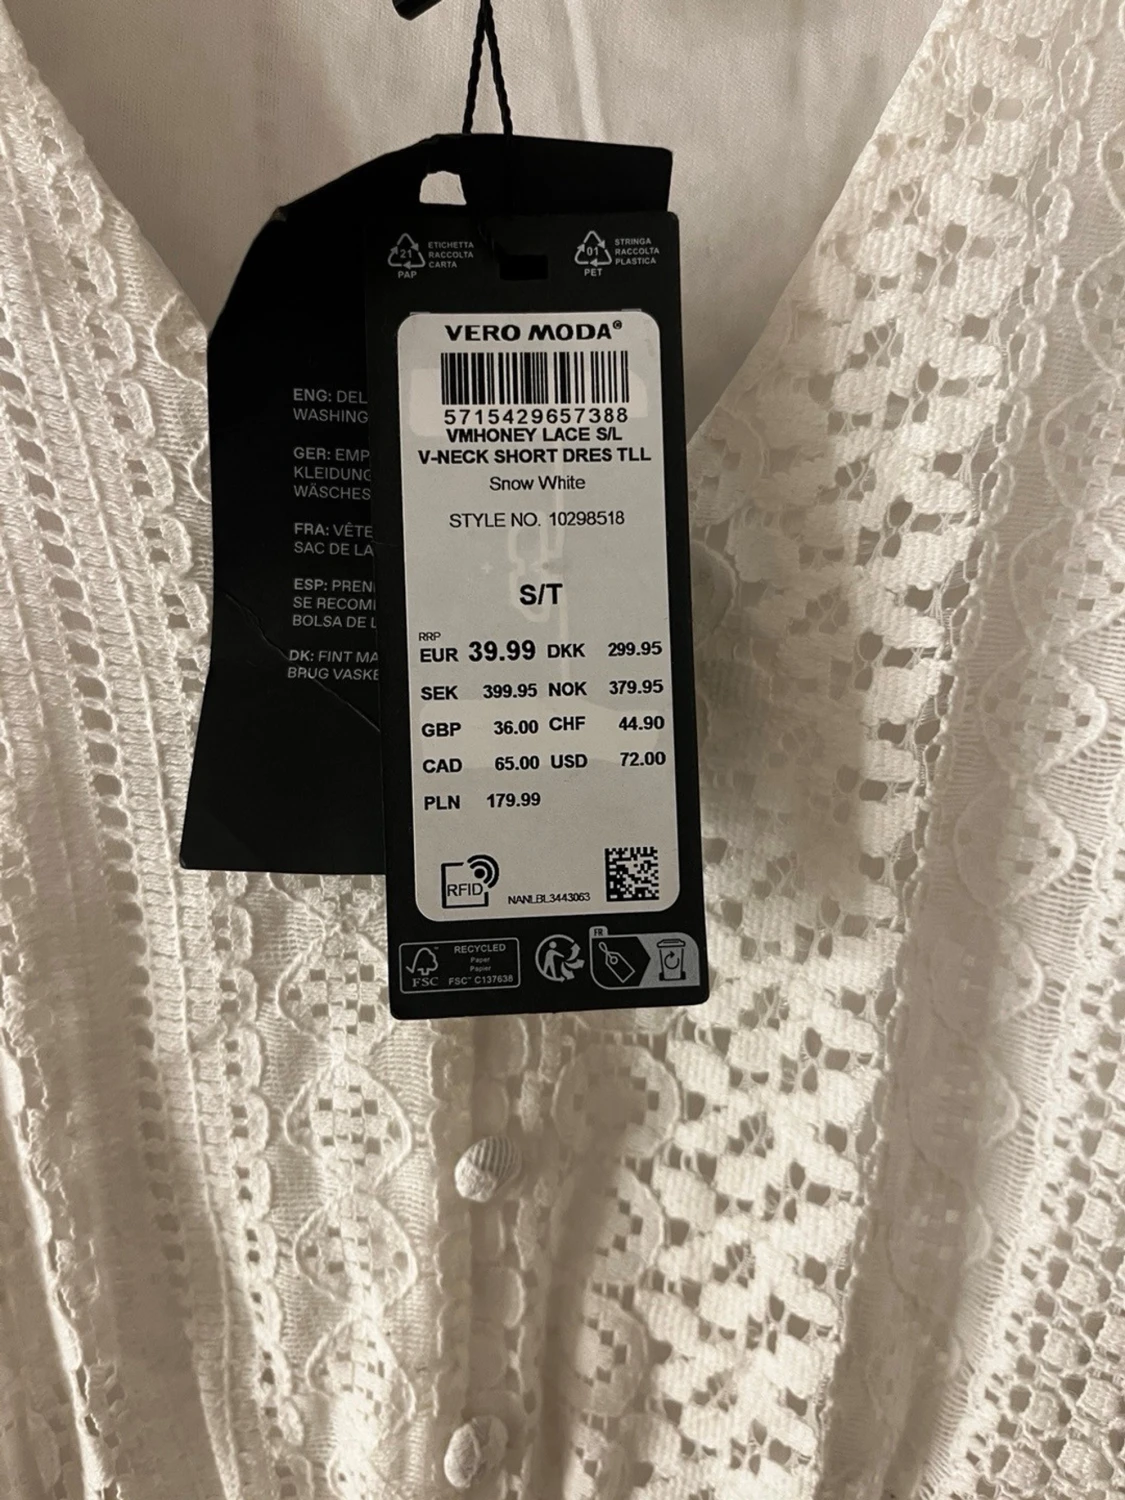 21
PAP
ETICHETTA
RACCOLTA
CARTA
01
PET
STRINGA
RACCOLTA
PLASTICA
ENG: DEL
WASHING
GER: EMP
KLEIDUNG
WÄSCHES
FRA: VÊTE
SAC DE LA
ESP: PREN
SE RECOM
BOLSA DE L
DK: FINT MA
BRUG VASKE
VERO MODA®
5715429657388
VMHONEY LACE S/L
V-NECK SHORT DRES TLL
Snow White
STYLE NO. 10298518
S/T
RRP
EUR 39.99 DKK 299.95
SEK 399.95 NOK 379.95
GBP 36.00 CHF 44.90
CAD 65.00 USD 72.00
PLN 179.99
RFID
NANLBL3443063
FSC™
RECYCLED
Paper
Papier
FSC™ C137638
FR